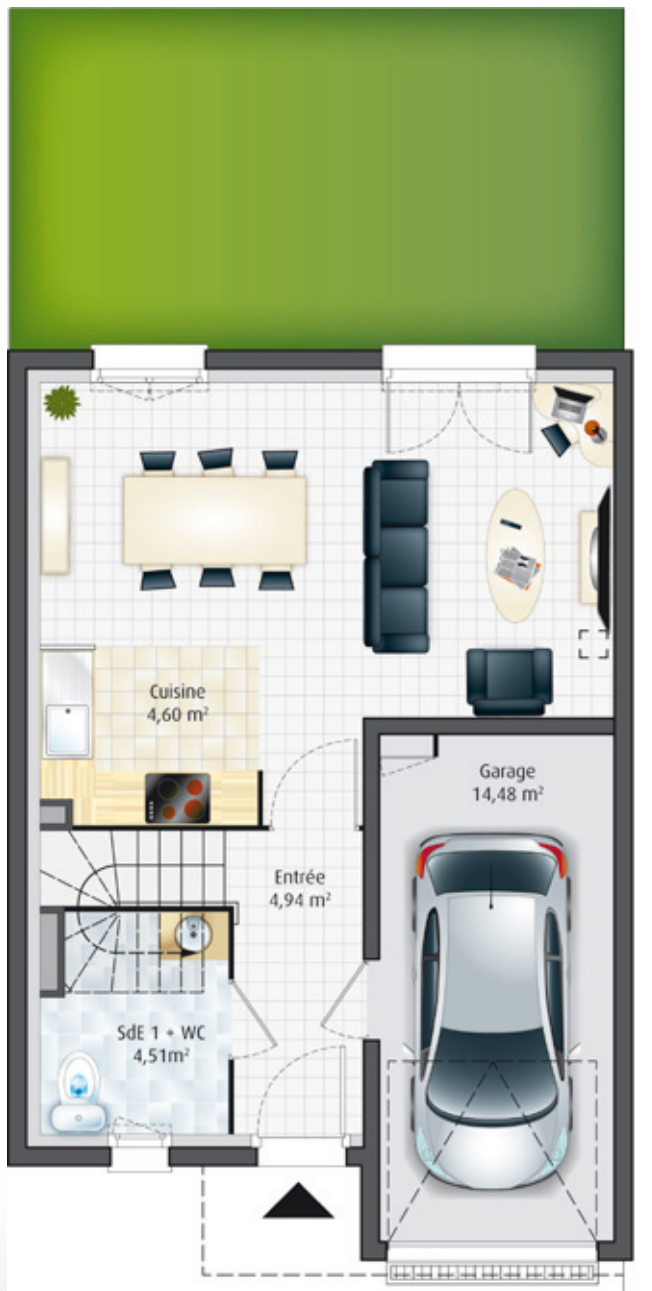 Cuisine
4,60 m²
Garage
14,48 m²
Entrée
4,94 m²
SdE 1 + WC
4,51m²